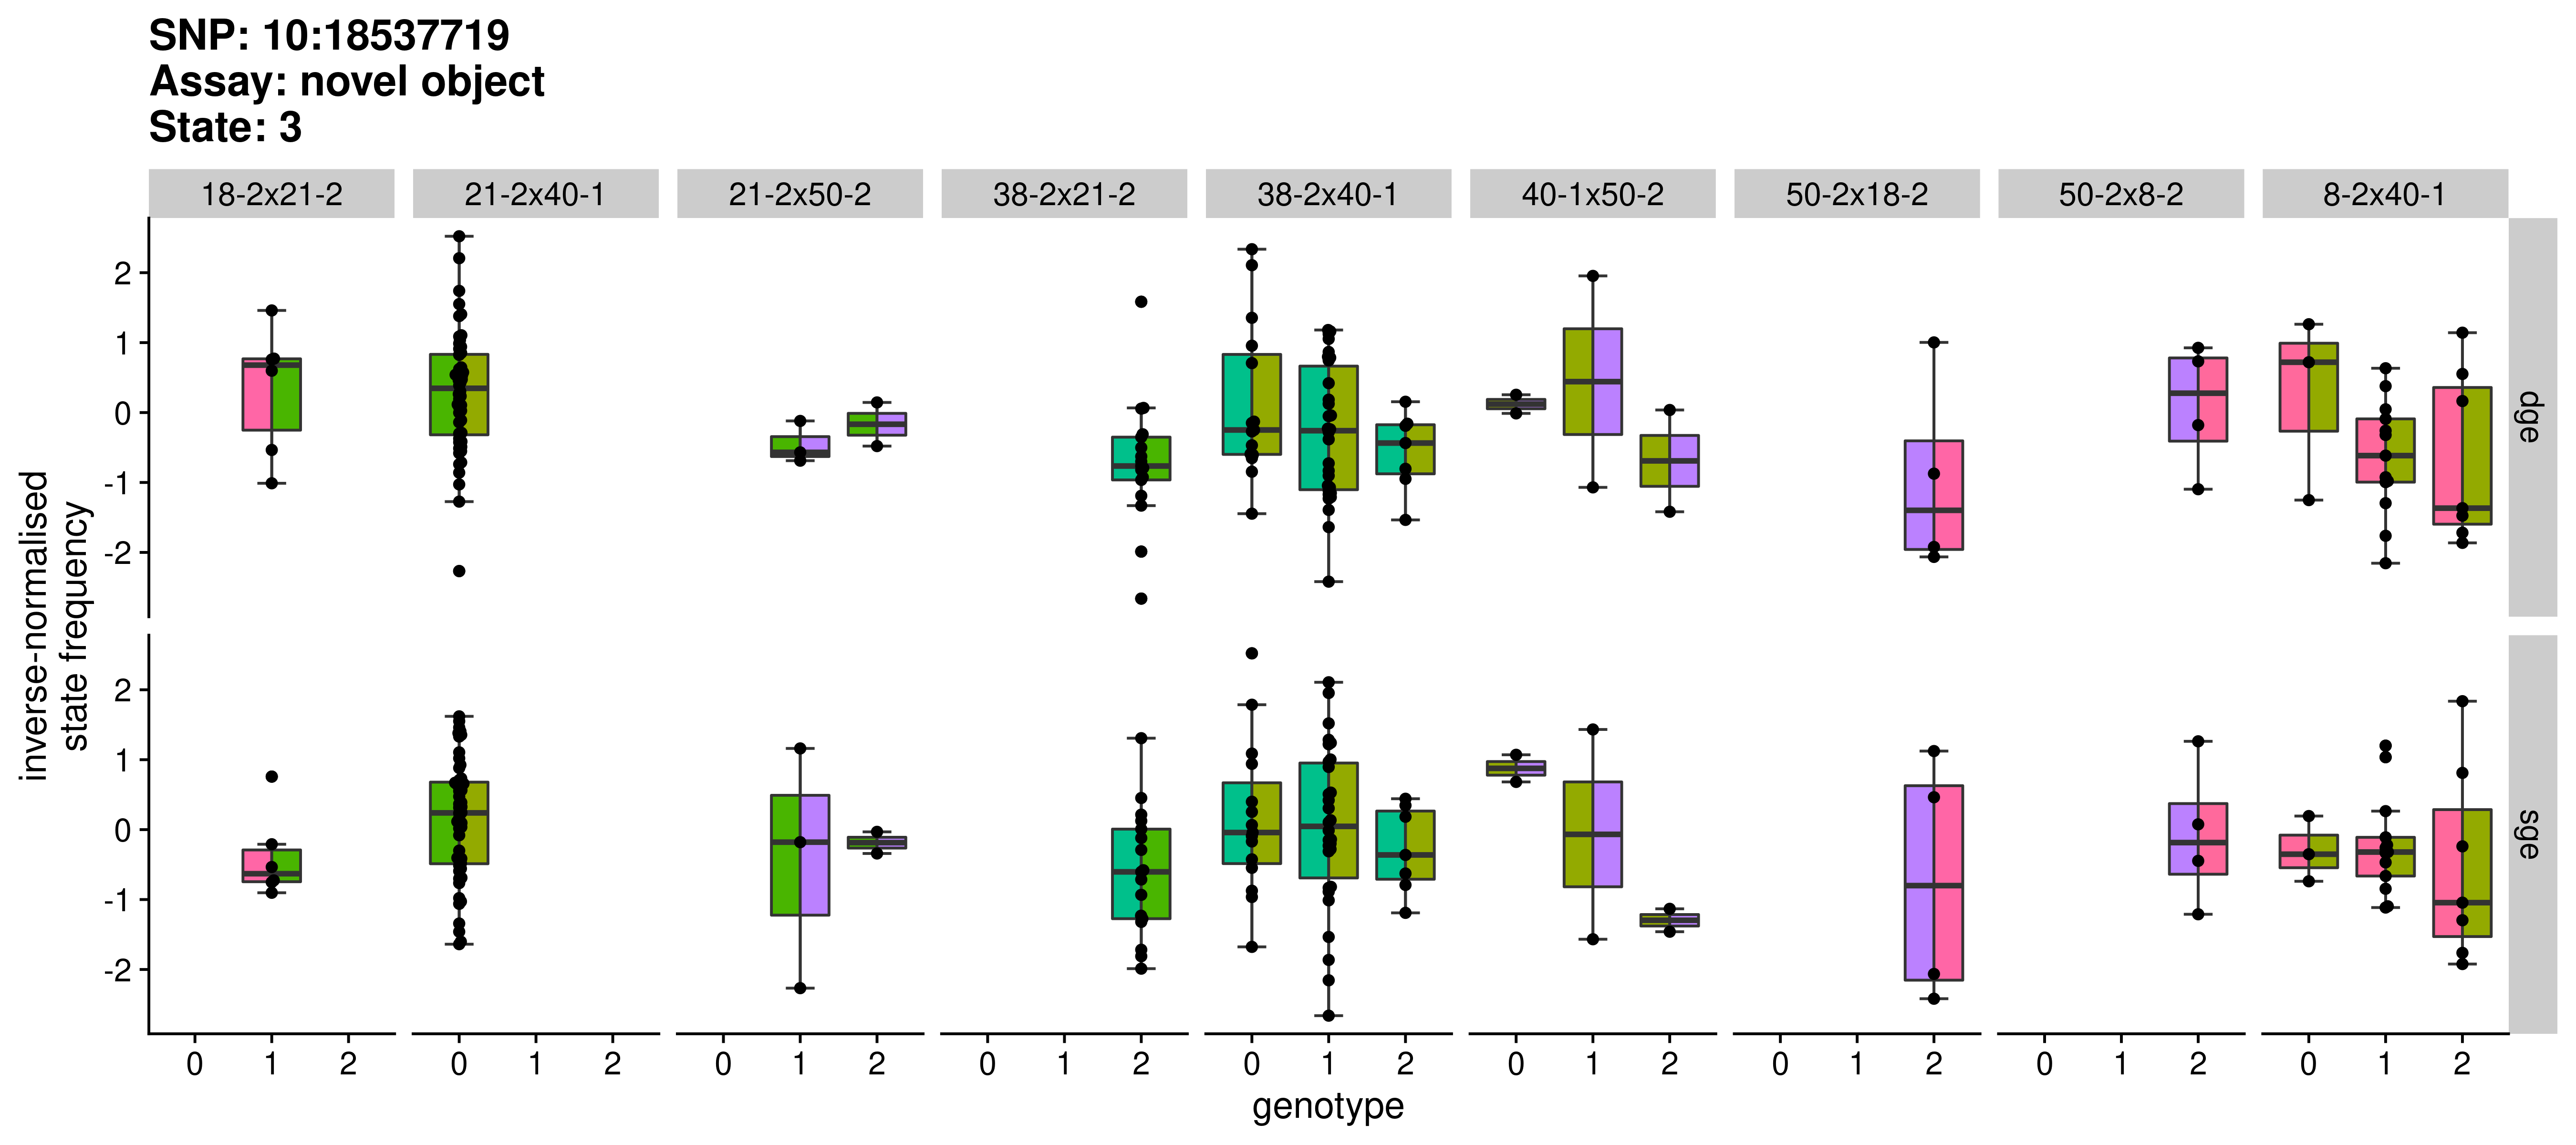 SNP: 10:18537719
Assay: novel object
State: 3
18-2x21-2 21-2x40-1 21-2x50-2 38-2x21-2 38-2x40-1 40-1x50-2 50-2x18-2 50-2x8-2 8-2x40-1
inverse-normalised
state frequency
2
1
0
-1
-2
dge
2
1
0
-1
-2
sge
0 1 2 0 1 2 0 1 2 0 1 2 0 1 2 0 1 2 0 1 2 0 1 2 0 1 2
genotype